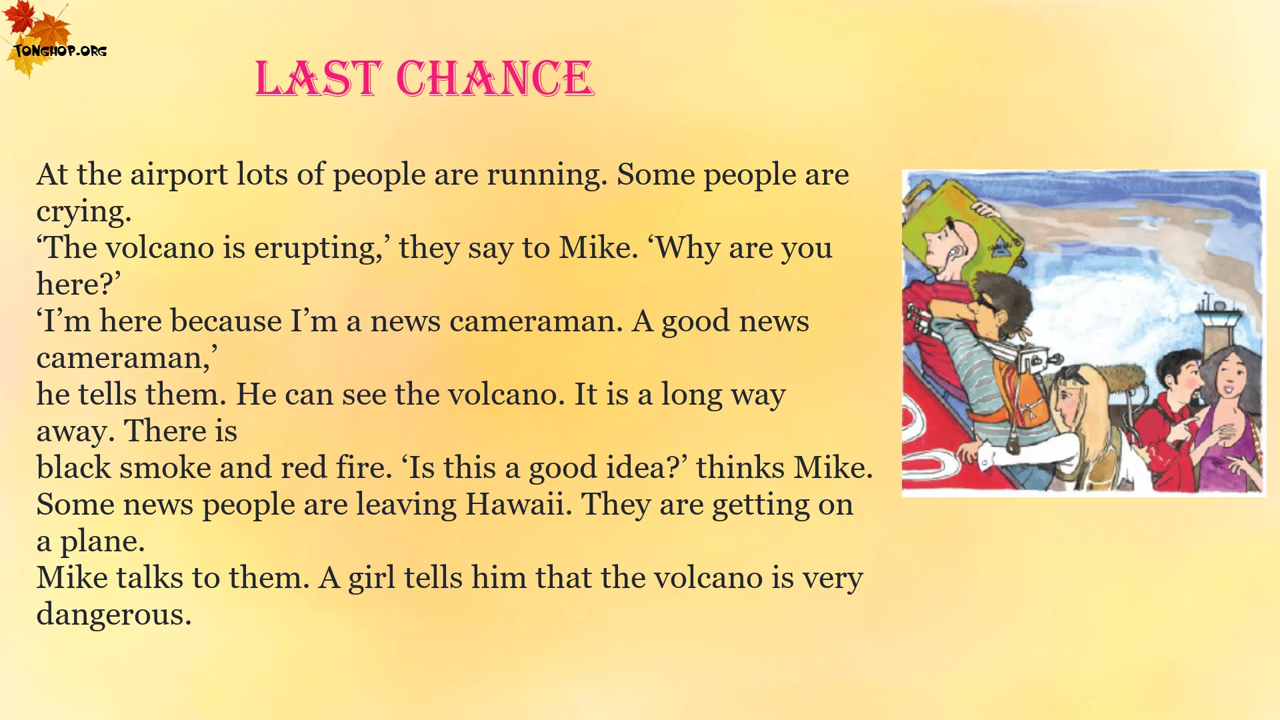 TONGHOP.ORG
LAST CHANCE
At the airport lots of people are running. Some people are
crying.
‘The volcano is erupting,’ they say to Mike. ‘Why are you
here?’
‘I’m here because I’m a news cameraman. A good news
cameraman,’
he tells them. He can see the volcano. It is a long way
away. There is
black smoke and red fire. ‘Is this a good idea?’ thinks Mike.
Some news people are leaving Hawaii. They are getting on
a plane.
Mike talks to them. A girl tells him that the volcano is very
dangerous.